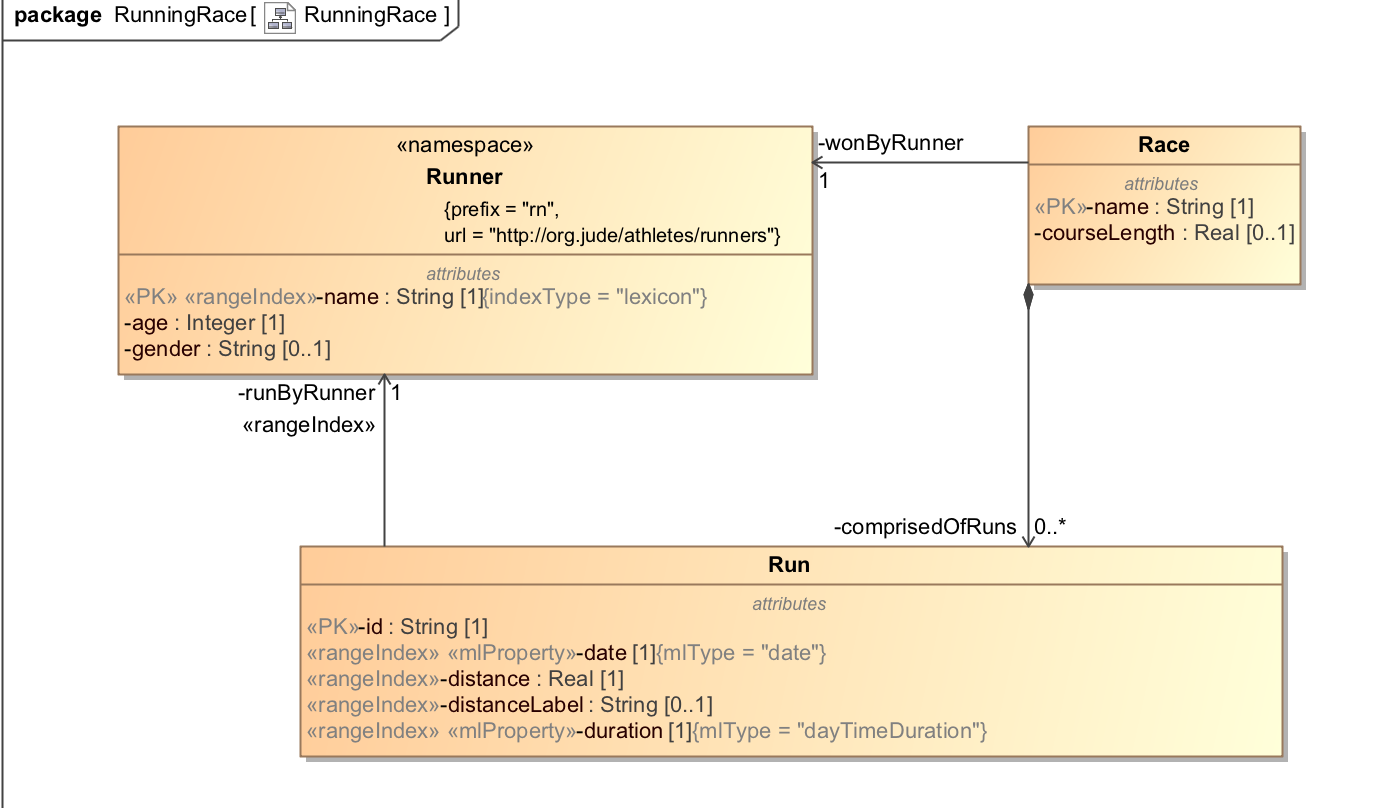 package RunningRace[ RunningRace ]
«namespace»
Runner
{prefix = "rn",
url = "http://org.jude/athletes/runners"}
attributes
«PK» «rangeIndex»-name : String [1]{indexType = "lexicon"}
-age : Integer [1]
-gender : String [0..1]
-wonByRunner
1
Race
attributes
«PK»-name : String [1]
-courseLength : Real [0..1]
-runByRunner 1
«rangeIndex»
-comprisedOfRuns 0..*
Run
attributes
«PK»-id : String [1]
«rangeIndex» «mlProperty»-date [1]{mlType = "date"}
«rangeIndex»-distance : Real [1]
«rangeIndex»-distanceLabel : String [0..1]
«rangeIndex» «mlProperty»-duration [1]{mlType = "dayTimeDuration"}